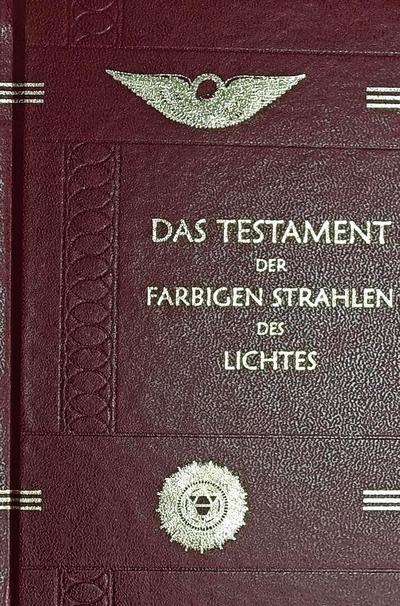 DAS TESTAMENT
DER
FARBIGEN STRAHLEN
DES
LICHTES